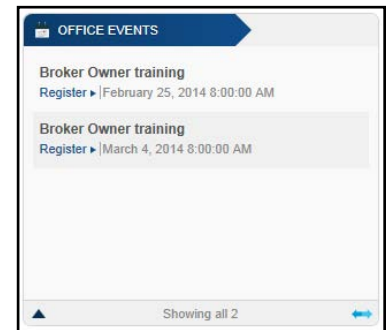 OFFICE EVENTS
Broker Owner training
Register ▸ |February 25, 2014 8:00:00 AM
Broker Owner training
Register ▸ |March 4, 2014 8:00:00 AM
Showing all 2